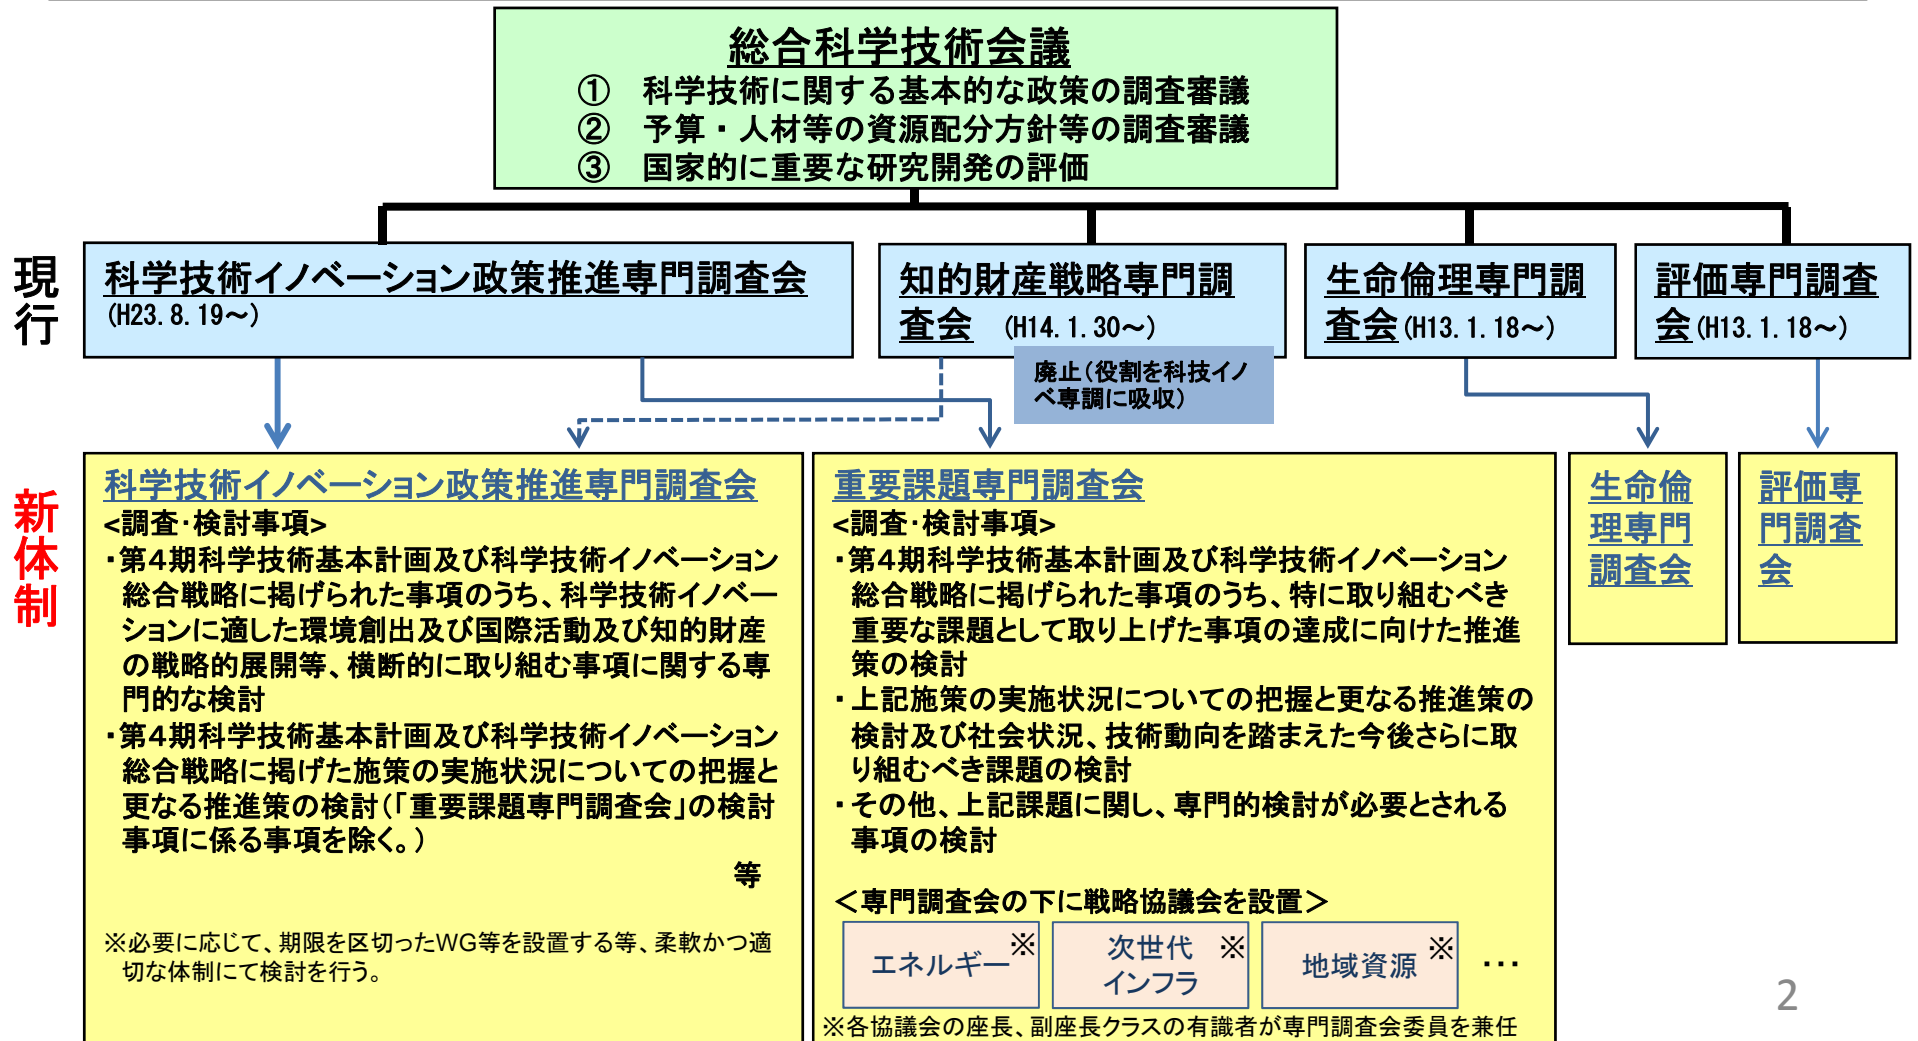 総合科学技術会議
① 科学技術に関する基本的な政策の調査審議
② 予算・人材等の資源配分方針等の調査審議
③ 国家的に重要な研究開発の評価
現行
科学技術イノベーション政策推進専門調査会
(H23.8.19～)
知的財産戦略専門調
査会 (H14.1.30～)
生命倫理専門調
査会(H13.1.18～)
評価専門調査
会(H13.1.18～)
廃止(役割を科技イノ
ベ専調に吸収)
新体制
科学技術イノベーション政策推進専門調査会
<調査・検討事項>
・第4期科学技術基本計画及び科学技術イノベーション
総合戦略に掲げられた事項のうち、科学技術イノベー
ションに適した環境創出及び国際活動及び知的財産
の戦略的展開等、横断的に取り組む事項に関する専
門的な検討
・第4期科学技術基本計画及び科学技術イノベーション
総合戦略に掲げた施策の実施状況についての把握と
更なる推進策の検討(「重要課題専門調査会」の検討
事項に係る事項を除く。)
等
※必要に応じて、期限を区切ったWG等を設置する等、柔軟かつ適
切な体制にて検討を行う。
重要課題専門調査会
<調査・検討事項>
・第4期科学技術基本計画及び科学技術イノベーション
総合戦略に掲げられた事項のうち、特に取り組むべき
重要な課題として取り上げた事項の達成に向けた推進
策の検討
・上記施策の実施状況についての把握と更なる推進策の
検討及び社会状況、技術動向を踏まえた今後さらに取
り組むべき課題の検討
・その他、上記課題に関し、専門的検討が必要とされる
事項の検討
＜専門調査会の下に戦略協議会を設置＞
エネルギー※
次世代 ※
インフラ
地域資源 ※
…
※各協議会の座長、副座長クラスの有識者が専門調査会委員を兼任
生命倫
理専門
調査会
評価専
門調査
会
2